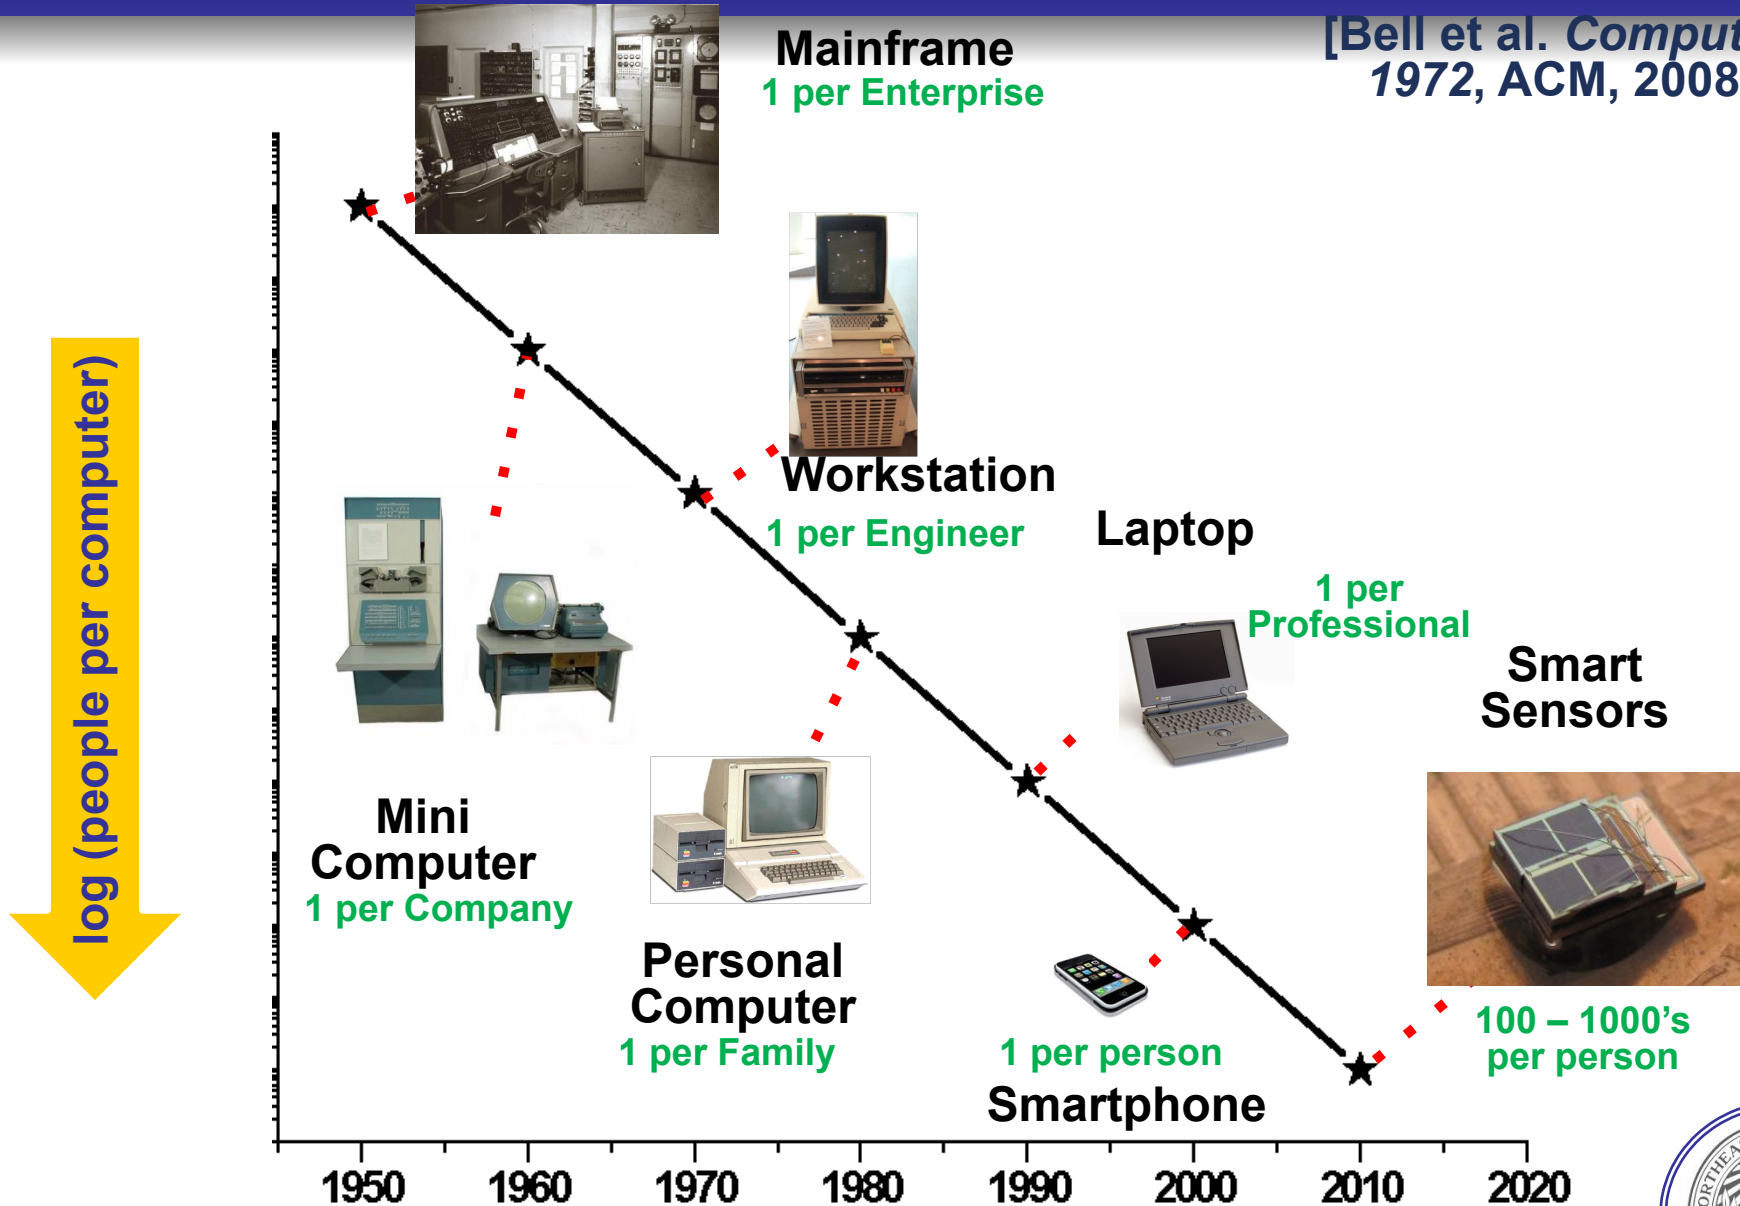 Mainframe
1 per Enterprise
[Bell et al.
1972, ACM, 2008
log (people per computer)
Workstation
1 per Engineer
Laptop
1 per
Professional
Smart
Sensors
Mini
Computer
1 per Company
Personal
Computer
1 per Family
1 per person
Smartphone
100 – 1000’s
per person
1950 1960 1970 1980 1990 2000 2010 2020